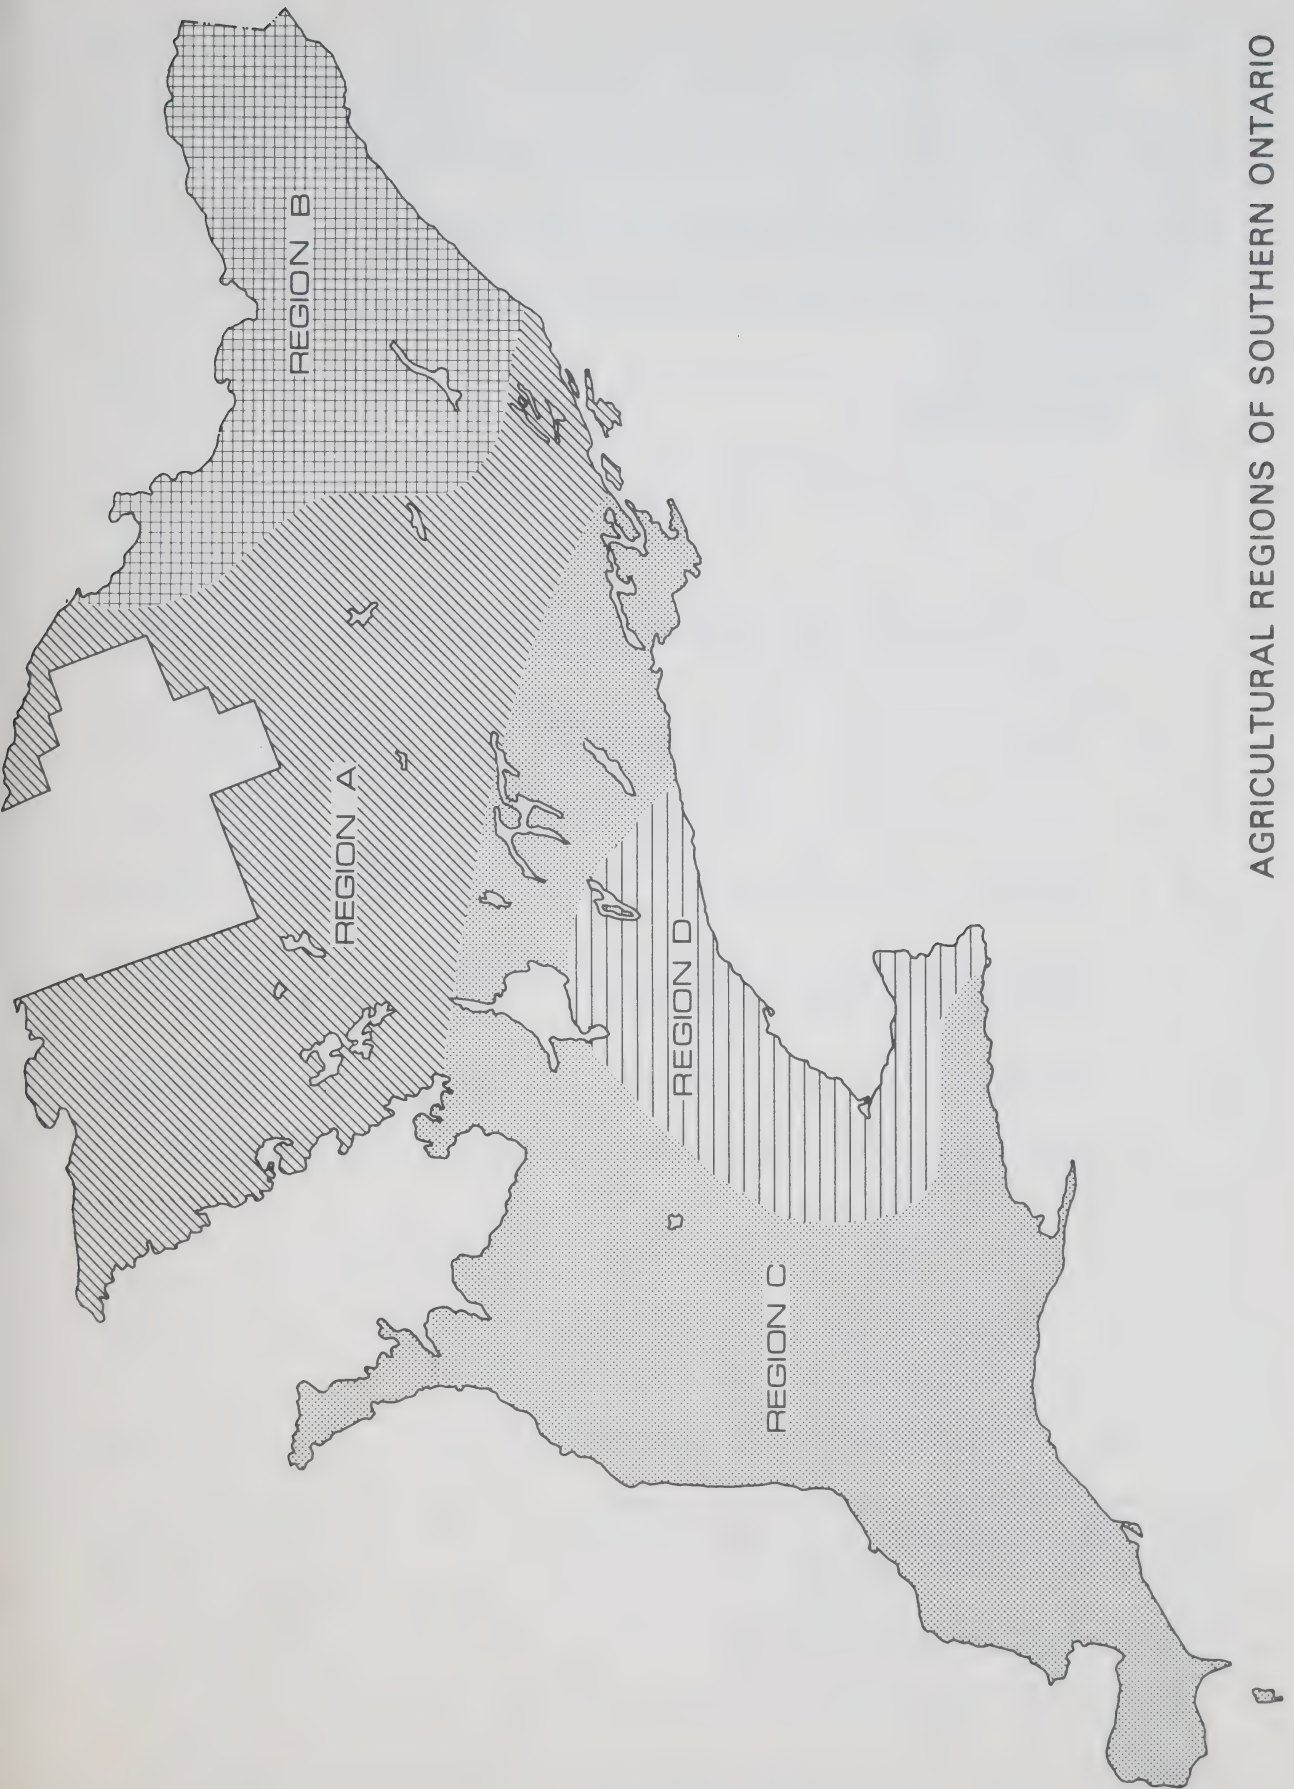 REGION B
REGION A
REGION D
REGION C
AGRICULTURAL REGIONS OF SOUTHERN ONTARIO